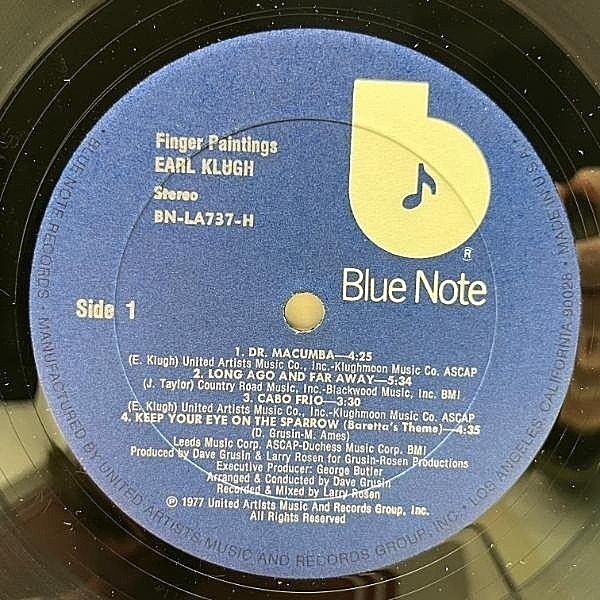 Finger Paintings
EARL KLUGH
Stereo
BN-LA737-H
®
Blue Note
Side 1
1. DR. MACUMBA—4:25
(E. Klugh) United Artists Music Co., Inc.-Klughmoon Music Co. ASCAP
2. LONG AGO AND FAR AWAY—5:34
(J. Taylor) Country Road Music, Inc.-Blackwood Music, Inc. BMI
3. CABO FRIO—3:30
(E. Klugh) United Artists Music Co., Inc.-Klughmoon Music Co. ASCAP
4. KEEP YOUR EYE ON THE SPARROW (Baretta's Theme)—4:35
(D. Grusin-M. Ames)
Leeds Music Corp. ASCAP-Duchess Music Corp. BMI
Produced by Dave Grusin & Larry Rosen for Grusin-Rosen Productions
Executive Producer: George Butler
Arranged & Conducted by Dave Grusin
Recorded & Mixed by Larry Rosen
℗ 1977 United Artists Music And Records Group, Inc.
All Rights Reserved
BLUE NOTE RECORDS • MANUFACTURED BY UNITED ARTISTS MUSIC AND RECORDS GROUP, INC. • LOS ANGELES, CALIFORNIA 90028 • MADE IN U.S.A. •